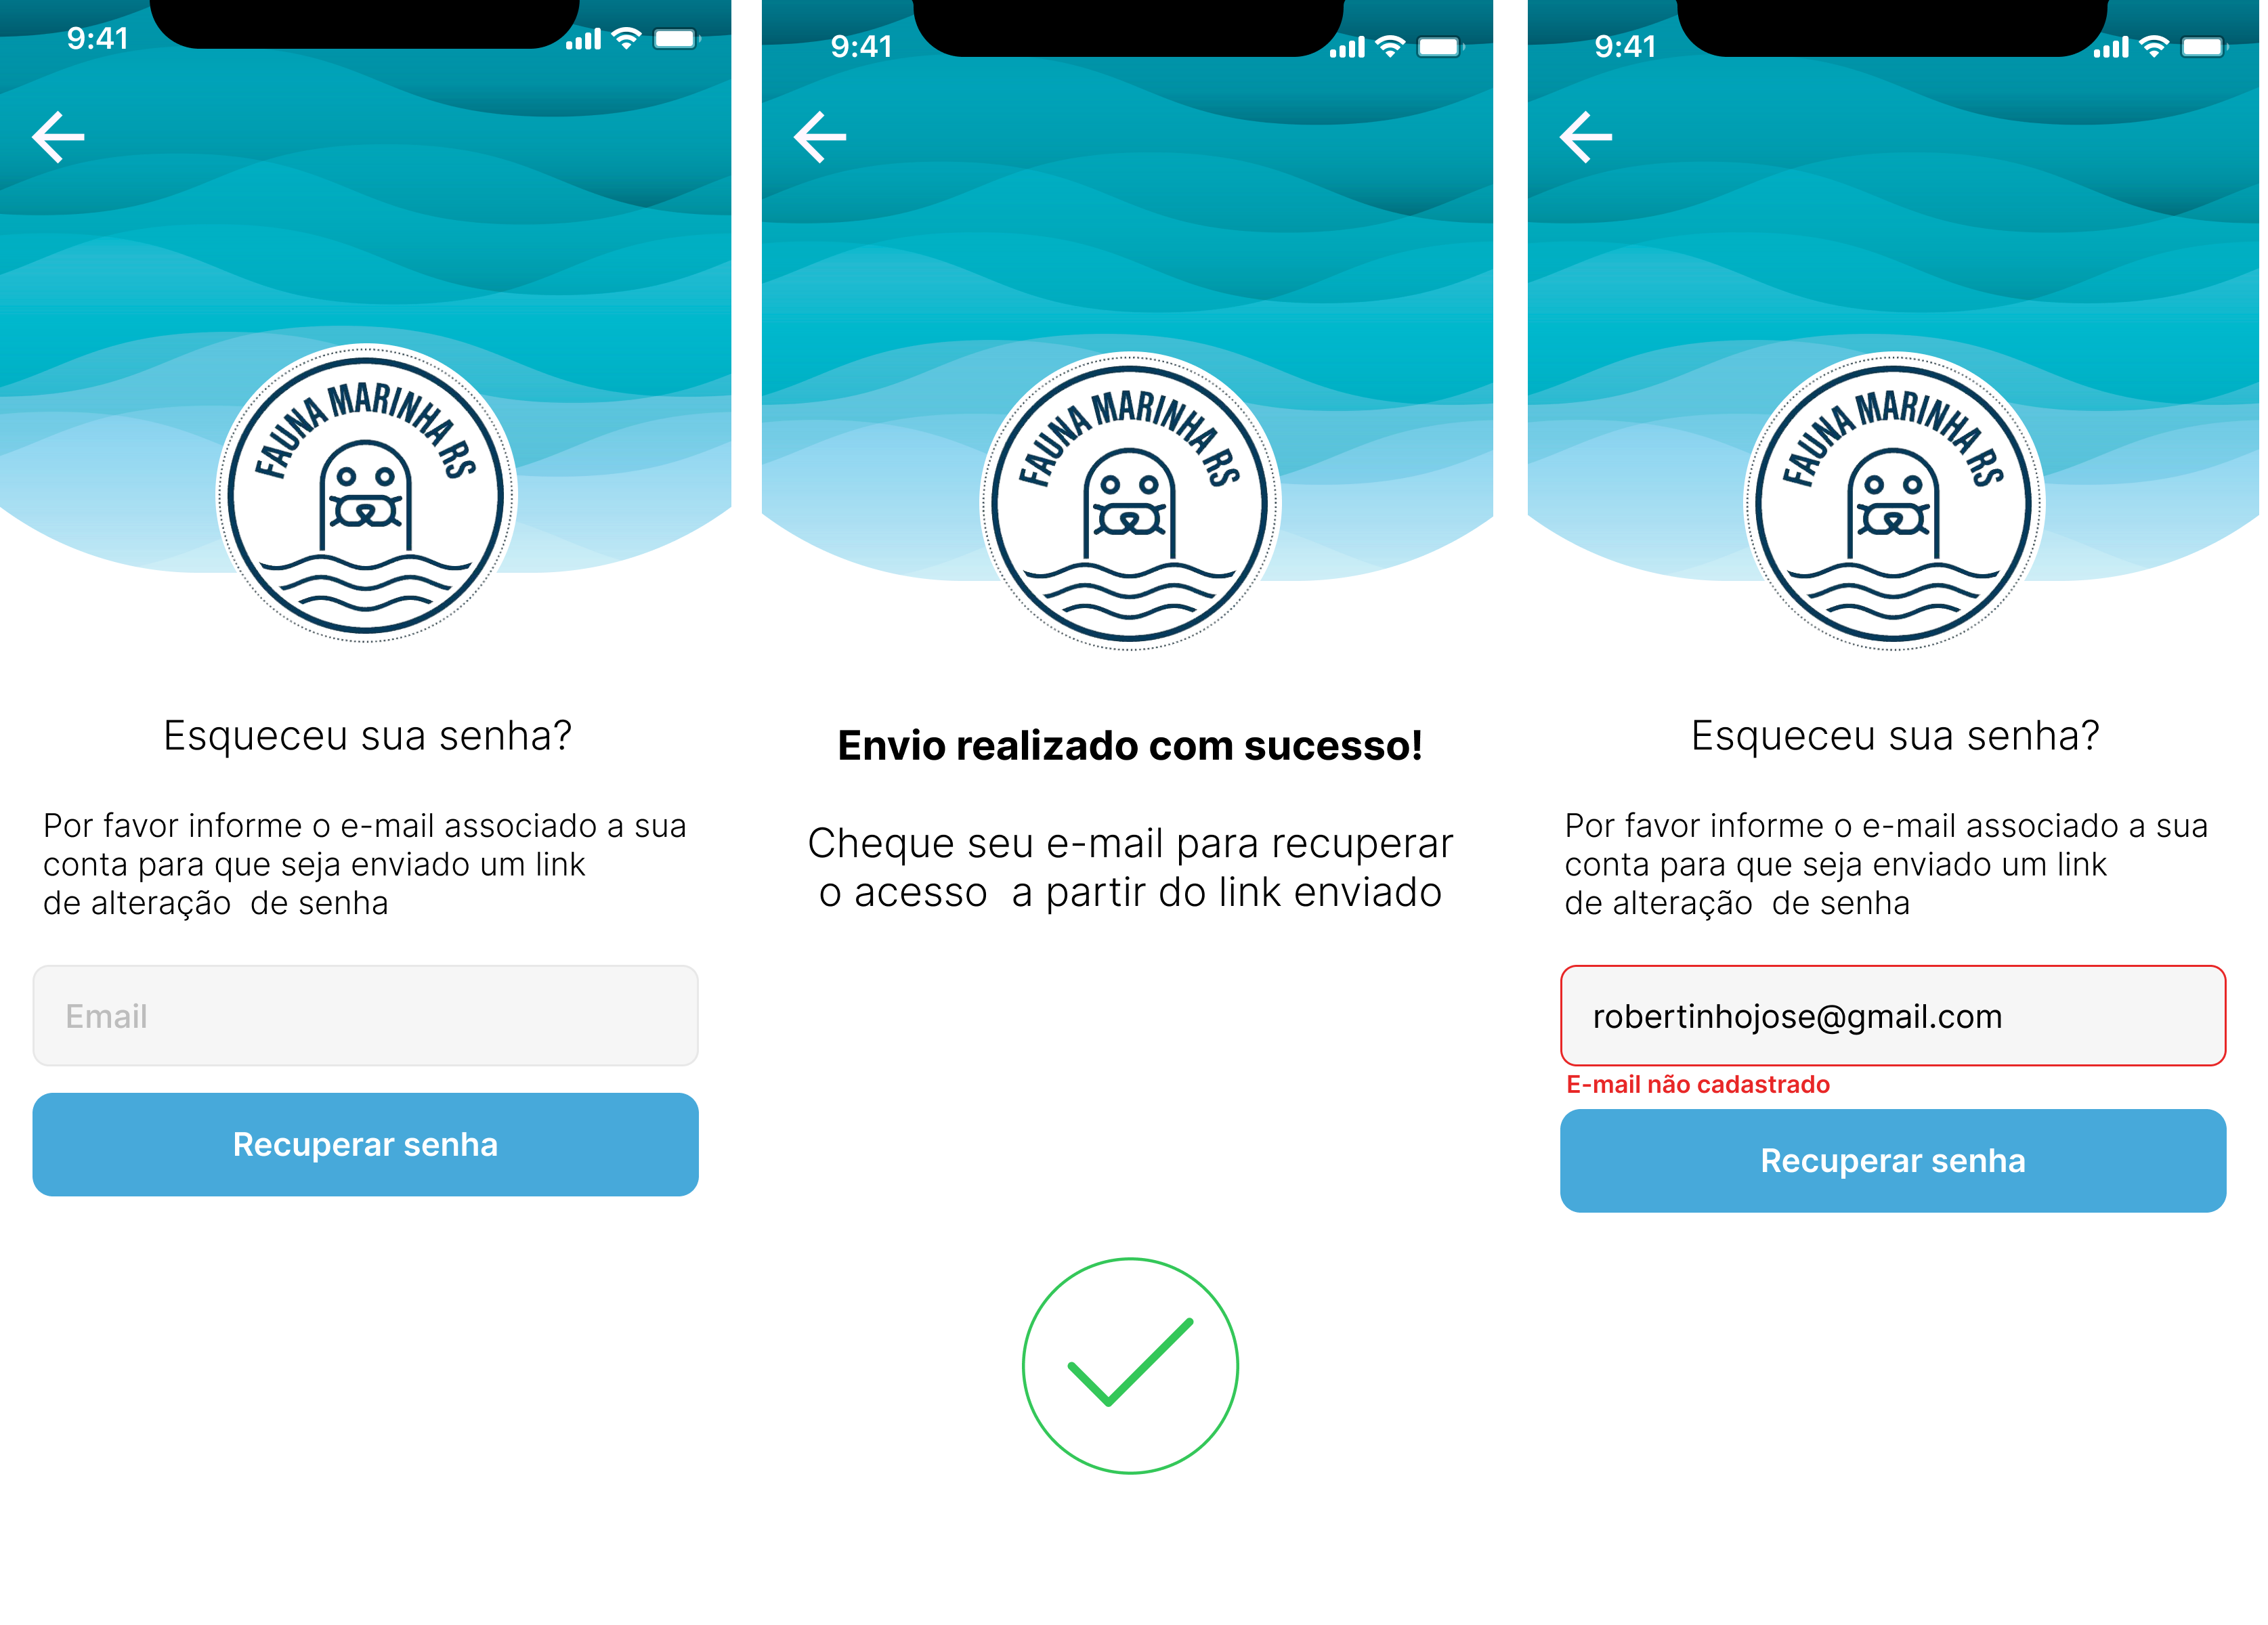 9:41
FAUNA MARINHA RS
Esqueceu sua senha?
Por favor informe o e-mail associado a sua
conta para que seja enviado um link
de alteração  de senha
Email
Recuperar senha
9:41
FAUNA MARINHA RS
Envio realizado com sucesso!
Cheque seu e-mail para recuperar
o acesso  a partir do link enviado
9:41
FAUNA MARINHA RS
Esqueceu sua senha?
Por favor informe o e-mail associado a sua
conta para que seja enviado um link
de alteração  de senha
robertinhojose@gmail.com
E-mail não cadastrado
Recuperar senha